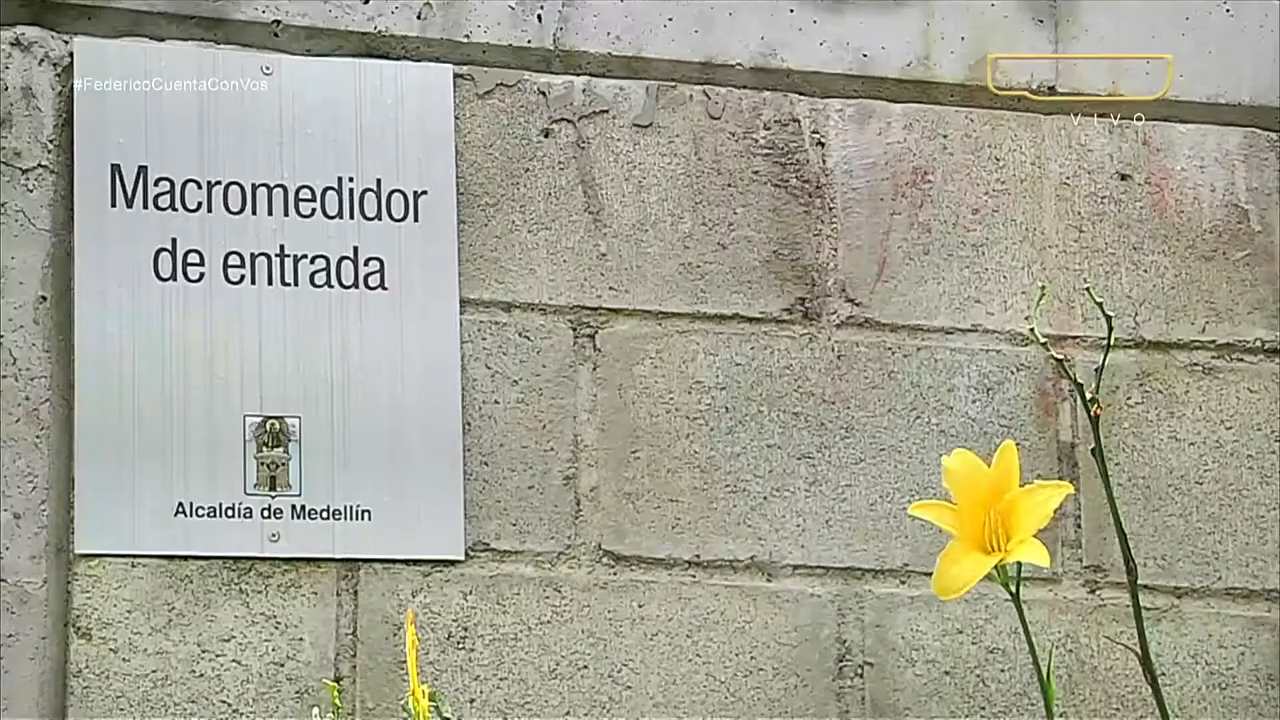 #FedericoCuentaConVos
VIVO
Macromedidor
de entrada
Alcaldía de Medellín